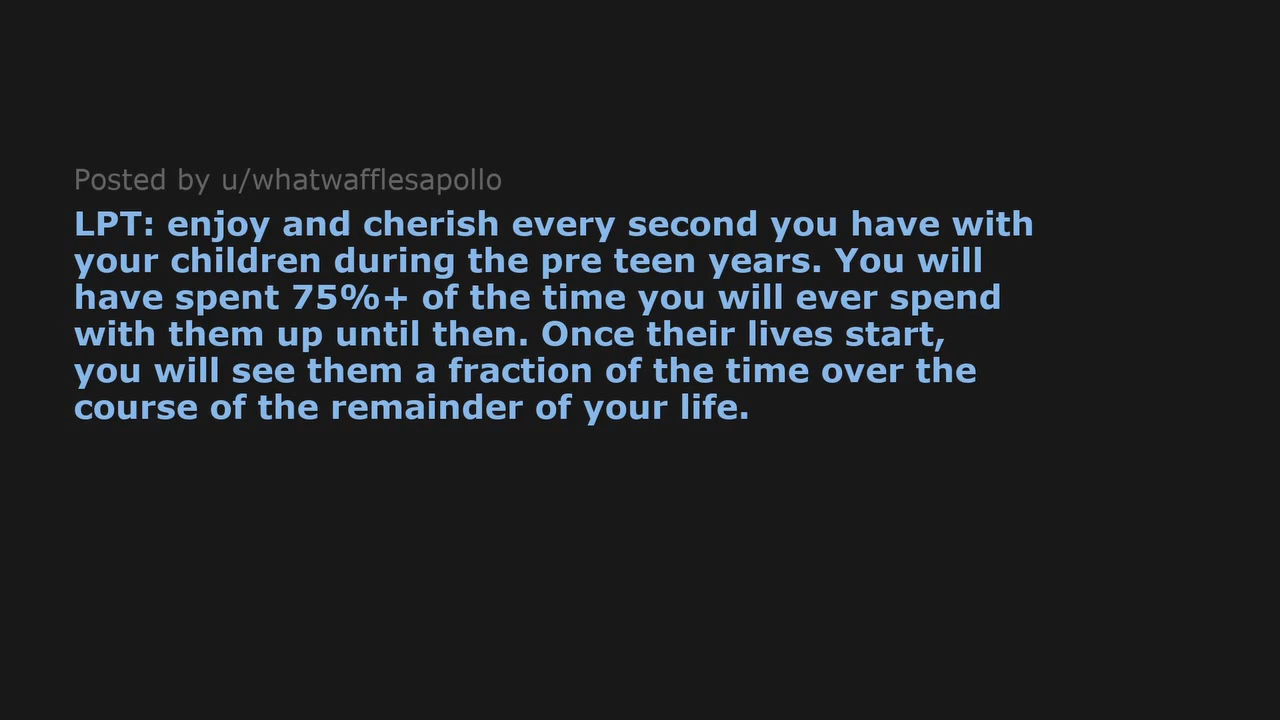 Posted by u/whatwafflesapollo
LPT: enjoy and cherish every second you have with
your children during the pre teen years. You will
have spent 75%+ of the time you will ever spend
with them up until then. Once their lives start,
you will see them a fraction of the time over the
course of the remainder of your life.